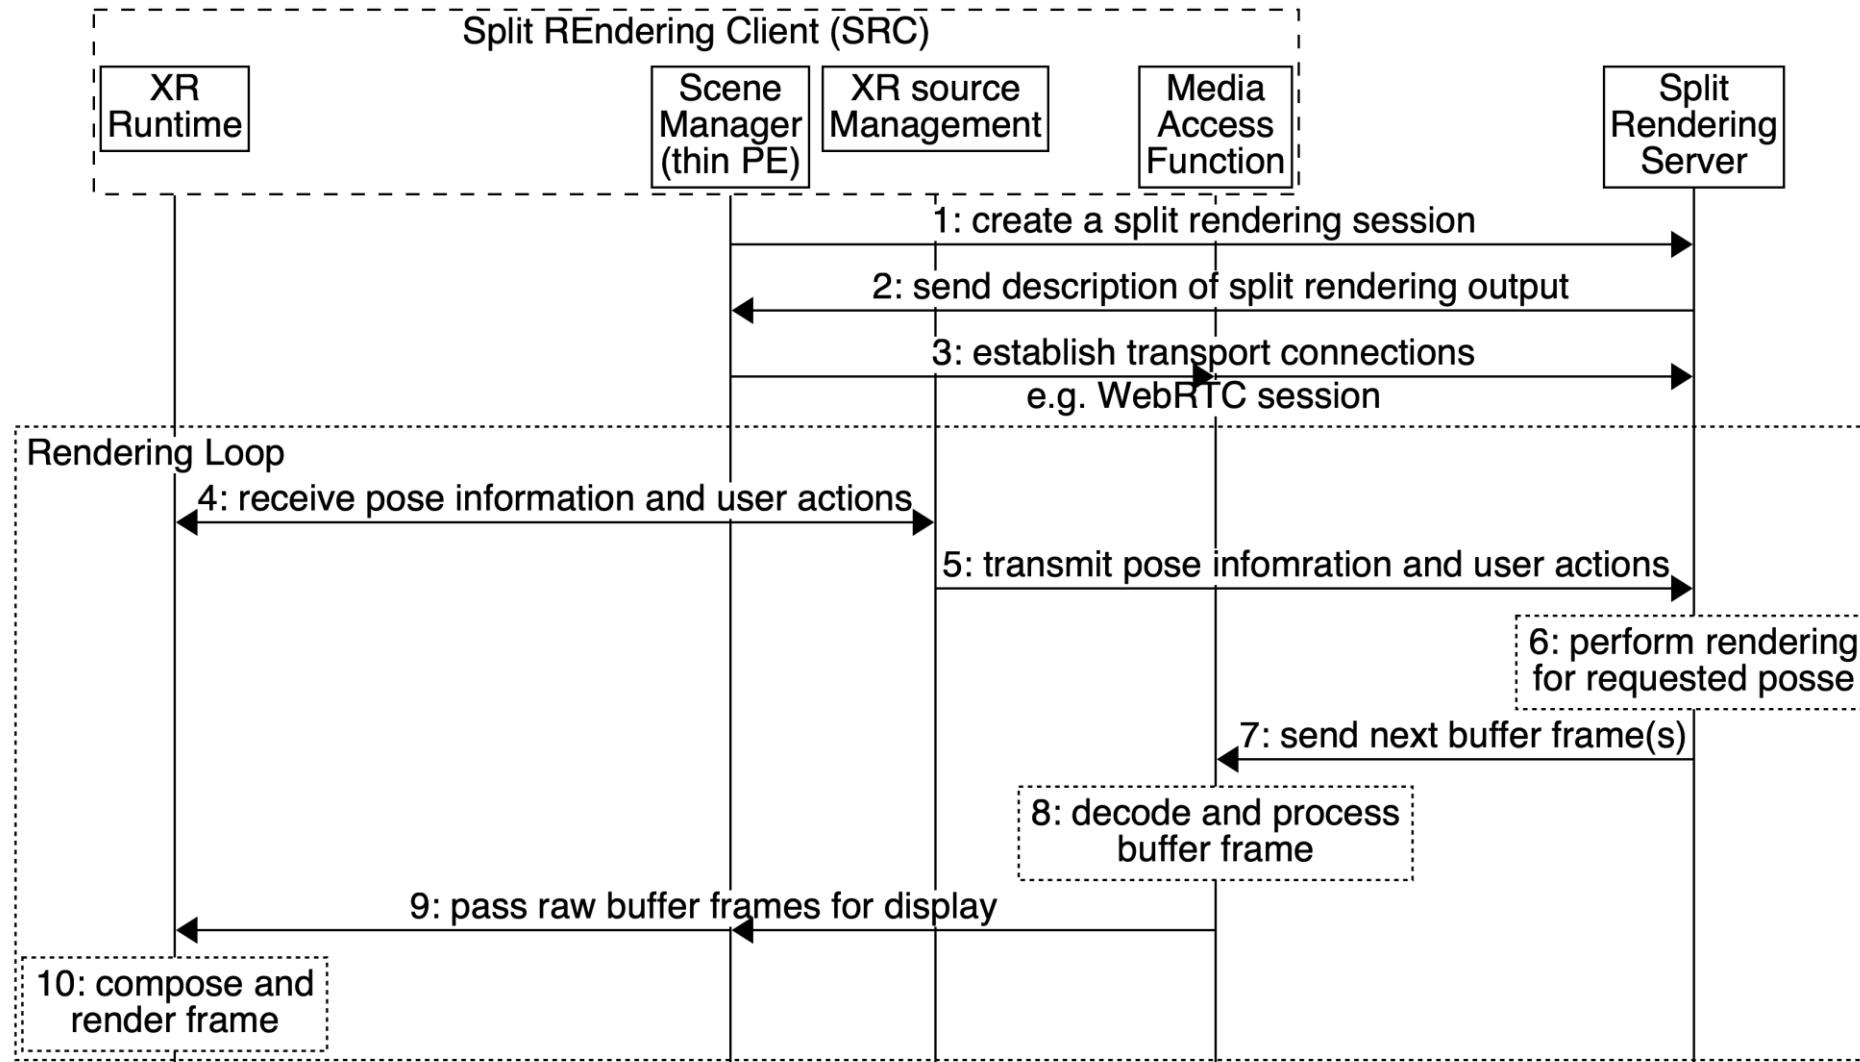 Split REndering Client (SRC)
XR
Runtime
Scene
Manager
(thin PE)
XR source
Management
Media
Access
Function
Split
Rendering
Server
1: create a split rendering session
2: send description of split rendering output
3: establish transport connections
e.g. WebRTC session
Rendering Loop
4: receive pose information and user actions
5: transmit pose infomration and user actions
6: perform rendering
for requested posse
7: send next buffer frame(s)
8: decode and process
buffer frame
9: pass raw buffer frames for display
10: compose and
render frame